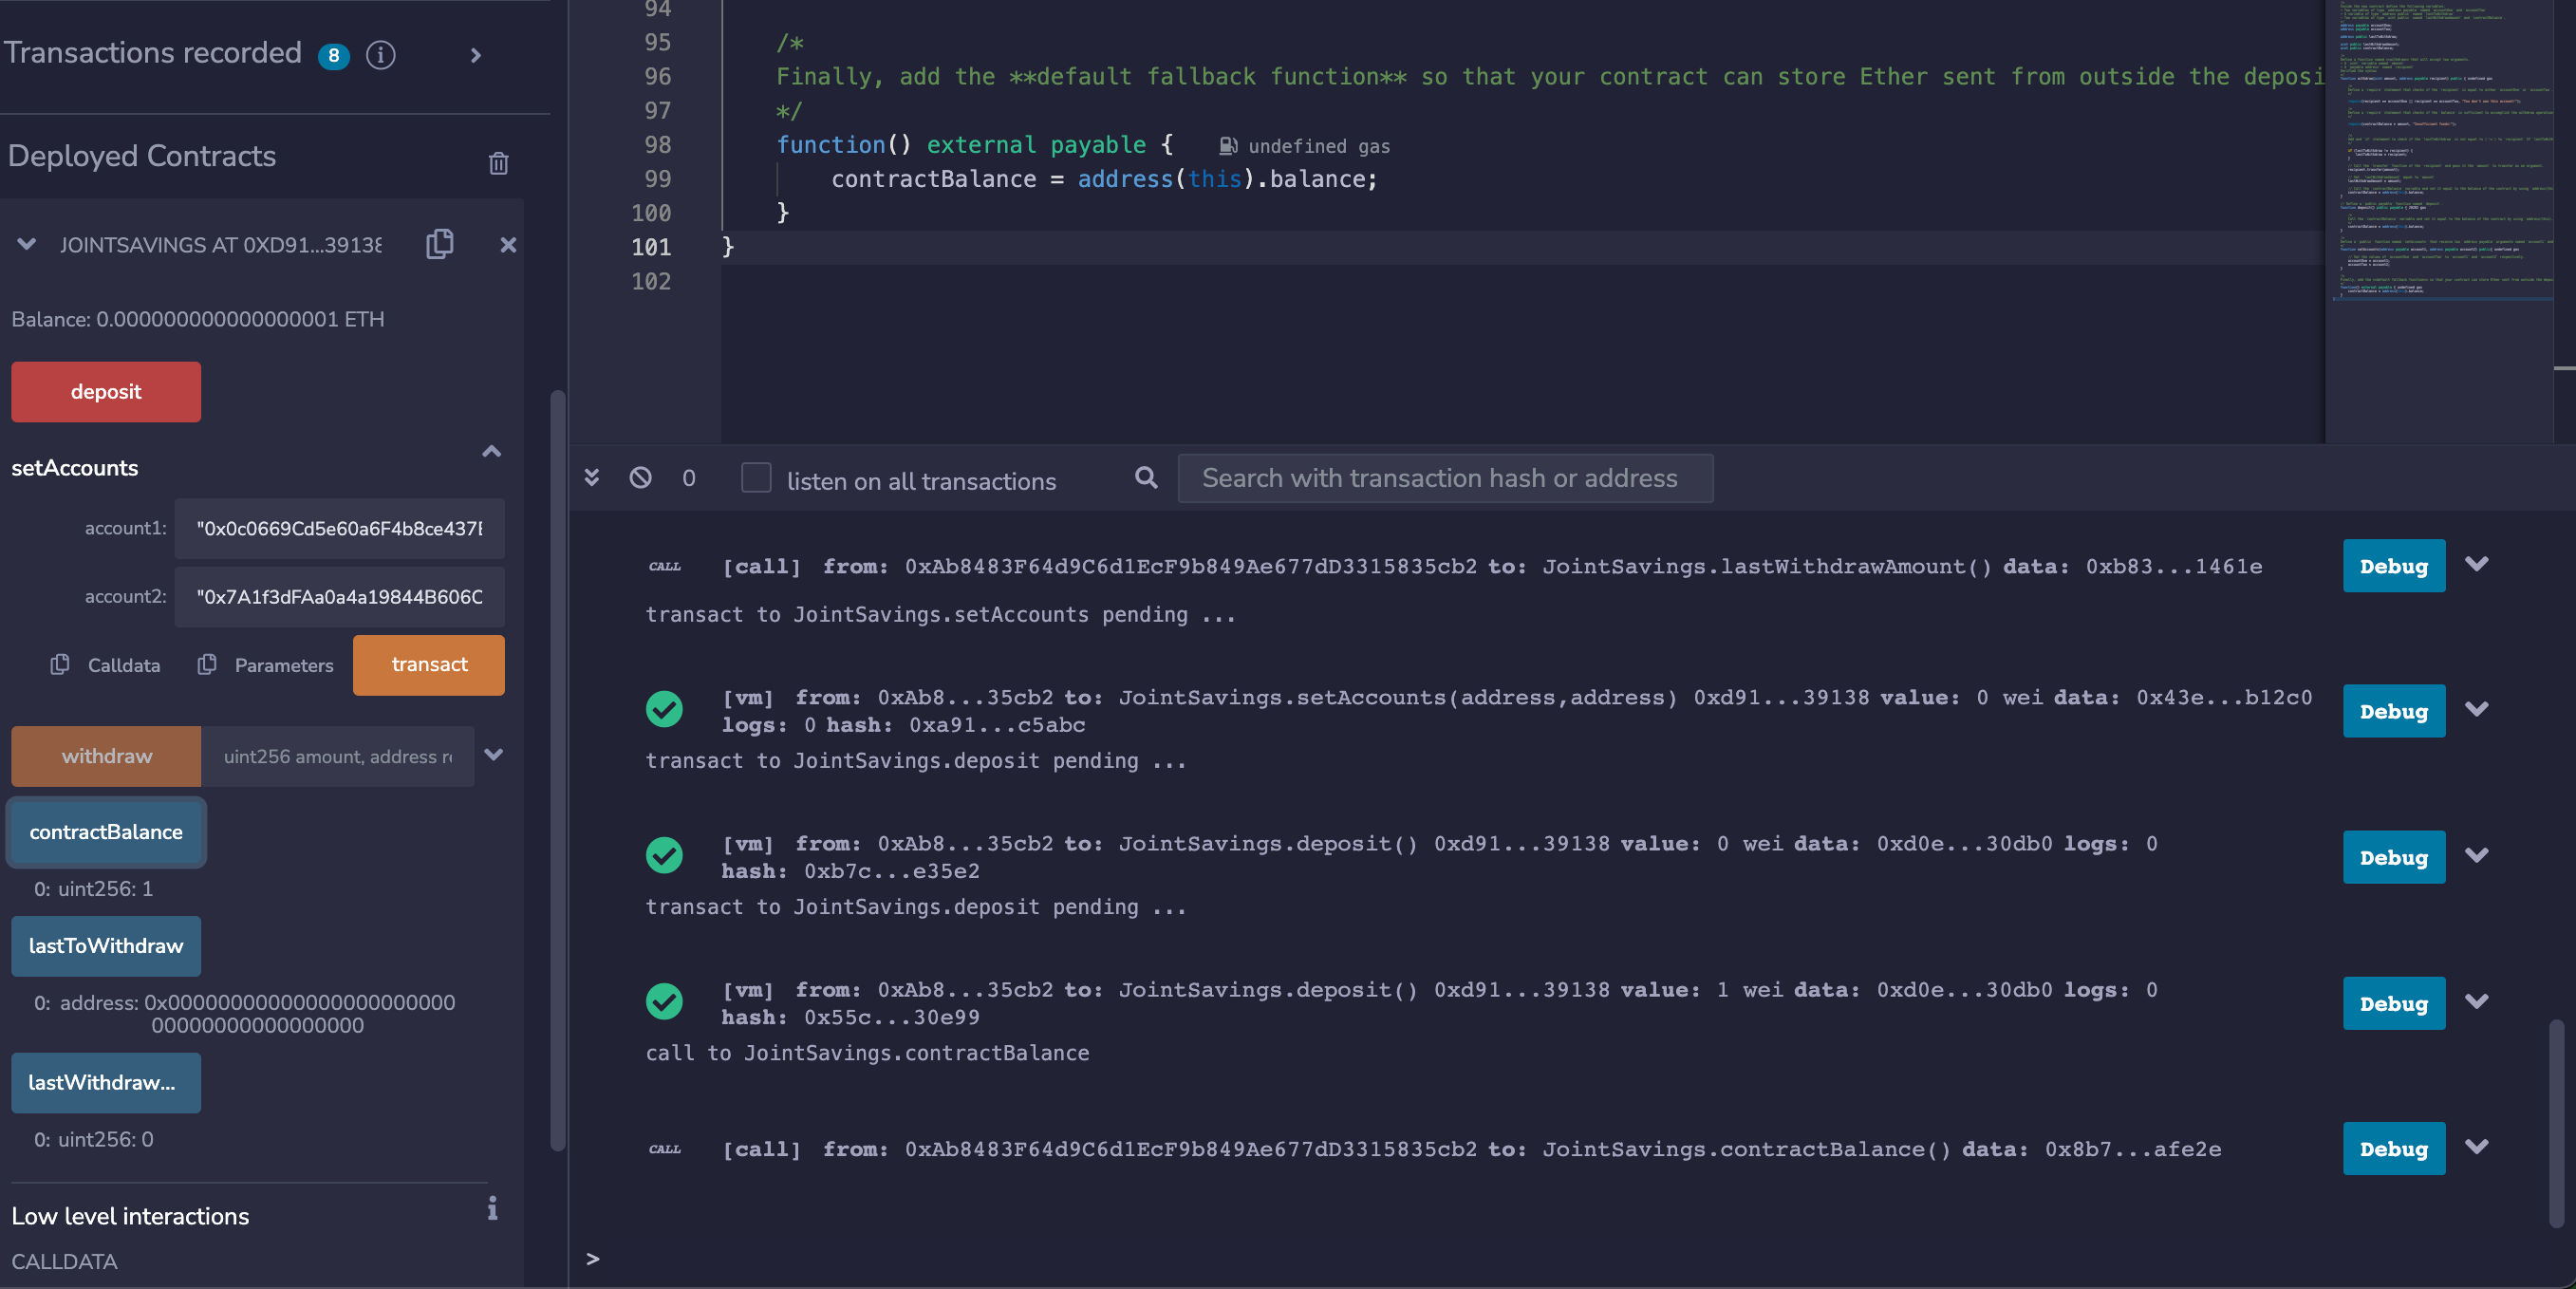 Transactions recorded 8 i
Deployed Contracts
JOINTSAVINGS AT 0XD91...39138
Balance: 0.000000000000000001 ETH
deposit
setAccounts
account1: "0x0c0669Cd5e60a6F4b8ce437E
account2: "0x7A1f3dFAa0a4a19844B606C
Calldata Parameters transact
withdraw uint256 amount, address re
contractBalance
0: uint256: 1
lastToWithdraw
0: address: 0x00000000000000000000000
00000000000000000
lastWithdraw...
0: uint256: 0
Low level interactions i
CALLDATA
94
95 /*
96 Finally, add the **default fallback function** so that your contract can store Ether sent from outside the deposi
97 */
98 function() external payable { undefined gas
99 contractBalance = address(this).balance;
100 }
101 }
102
0 listen on all transactions Search with transaction hash or address
CALL [call] from: 0xAb8483F64d9C6d1EcF9b849Ae677dD3315835cb2 to: JointSavings.lastWithdrawAmount() data: 0xb83...1461e Debug
transact to JointSavings.setAccounts pending ...
[vm] from: 0xAb8...35cb2 to: JointSavings.setAccounts(address,address) 0xd91...39138 value: 0 wei data: 0x43e...b12c0 Debug
logs: 0 hash: 0xa91...c5abc
transact to JointSavings.deposit pending ...
[vm] from: 0xAb8...35cb2 to: JointSavings.deposit() 0xd91...39138 value: 0 wei data: 0xd0e...30db0 logs: 0 Debug
hash: 0xb7c...e35e2
transact to JointSavings.deposit pending ...
[vm] from: 0xAb8...35cb2 to: JointSavings.deposit() 0xd91...39138 value: 1 wei data: 0xd0e...30db0 logs: 0 Debug
hash: 0x55c...30e99
call to JointSavings.contractBalance
CALL [call] from: 0xAb8483F64d9C6d1EcF9b849Ae677dD3315835cb2 to: JointSavings.contractBalance() data: 0x8b7...afe2e Debug
>